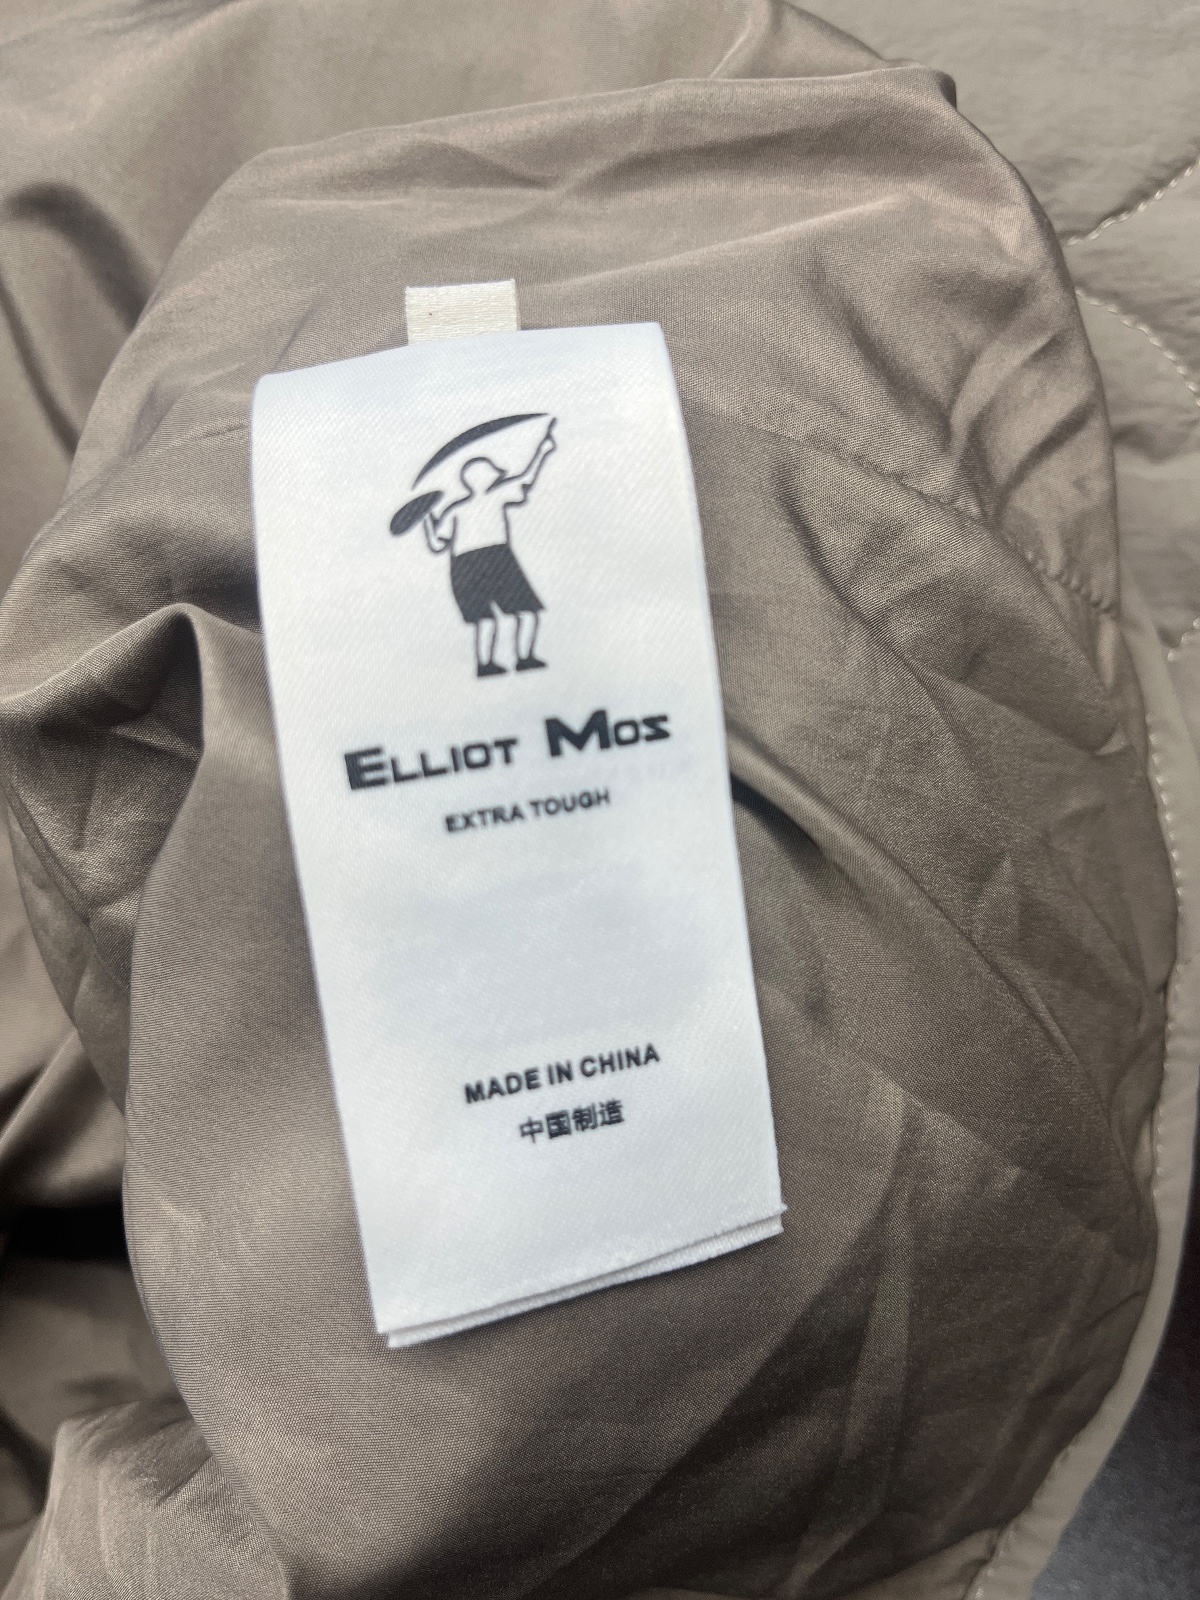 ELLIOT MOS
EXTRA TOUGH
MADE IN CHINA
中国制造